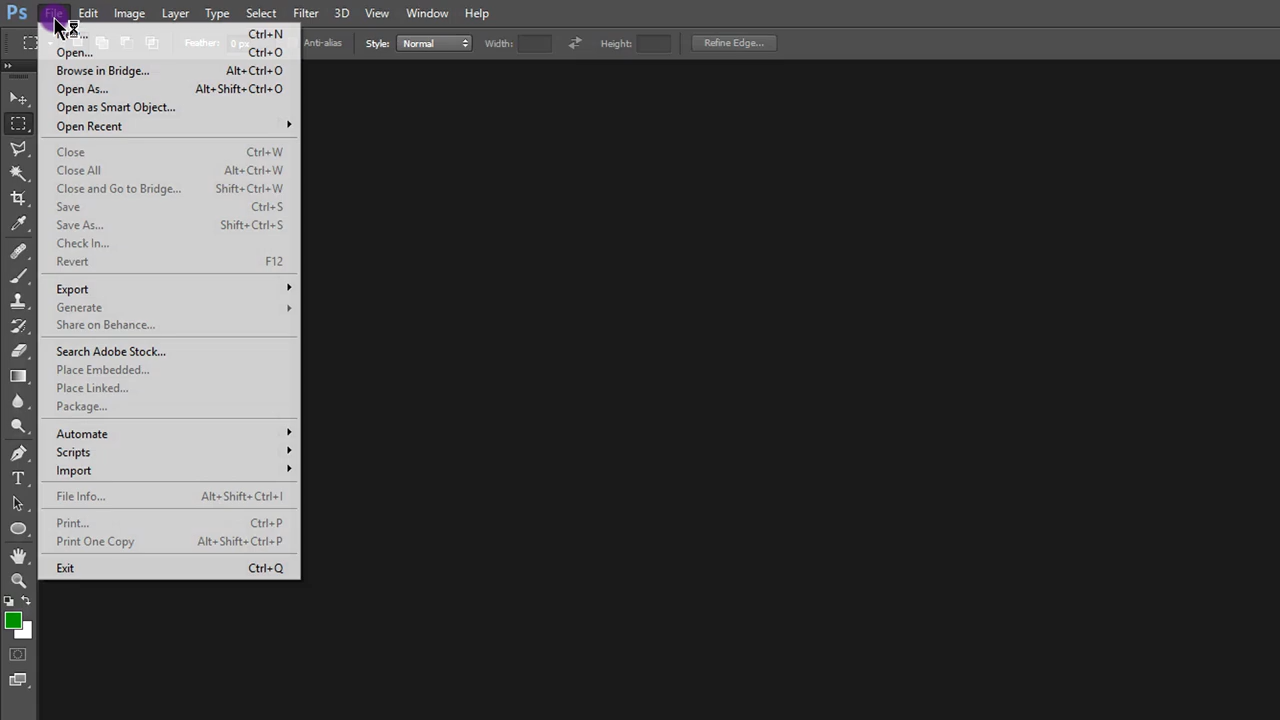 Ps File Edit Image Layer Type Select Filter 3D View Window Help
Feather: 0 px Anti-alias Style: Normal Width: Height: Refine Edge...
Ctrl+N
Open... Ctrl+O
Browse in Bridge... Alt+Ctrl+O
Open As... Alt+Shift+Ctrl+O
Open as Smart Object...
Open Recent
Close Ctrl+W
Close All Alt+Ctrl+W
Close and Go to Bridge... Shift+Ctrl+W
Save Ctrl+S
Save As... Shift+Ctrl+S
Check In...
Revert F12
Export
Generate
Share on Behance...
Search Adobe Stock...
Place Embedded...
Place Linked...
Package...
Automate
Scripts
Import
File Info... Alt+Shift+Ctrl+I
Print... Ctrl+P
Print One Copy Alt+Shift+Ctrl+P
Exit Ctrl+Q